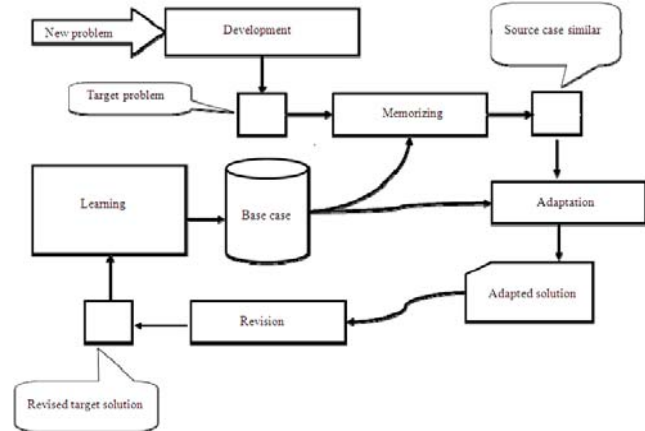 New problem
Development
Source case similar
Target problem
Memorizing
Learning
Base case
Adaptation
Adapted solution
Revision
Revised target solution